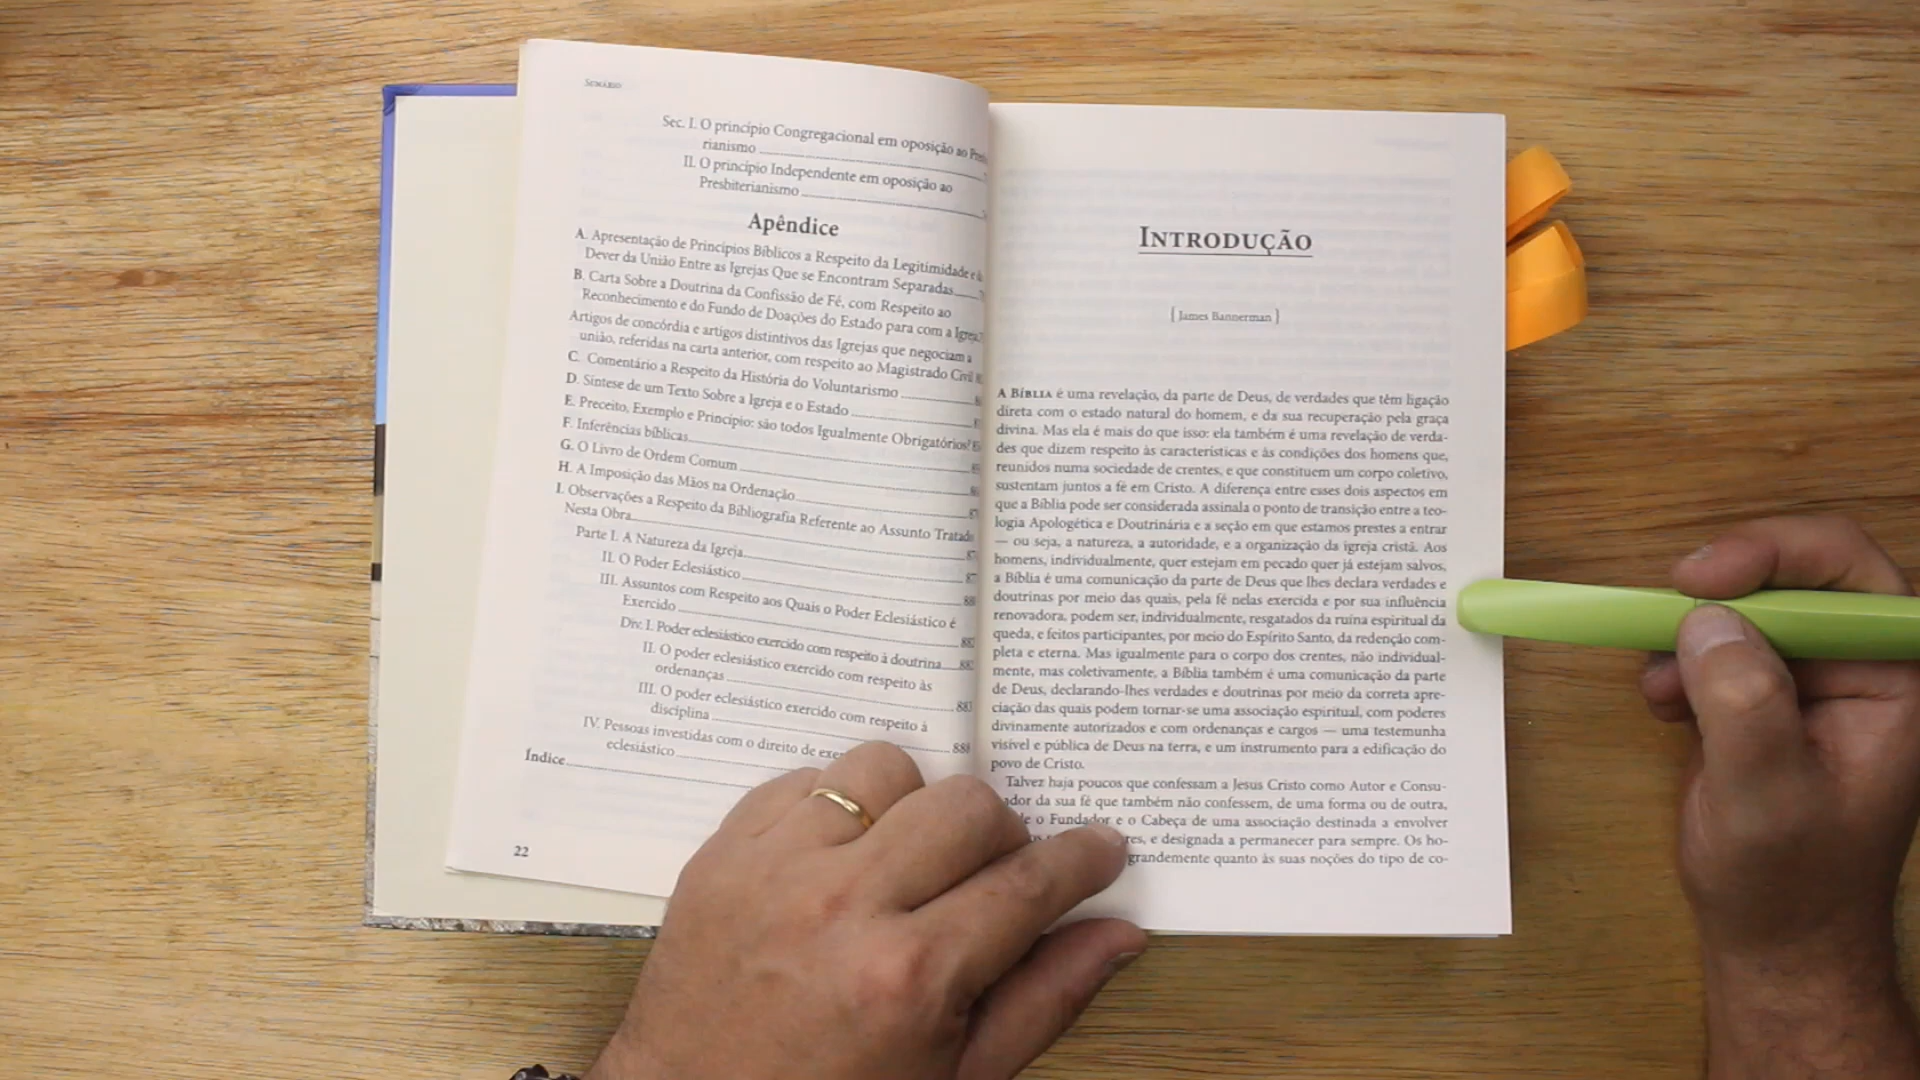 Sumário
Sec. I. O princípio Congregacional em oposição ao
rianismo
II. O princípio Independente em oposição ao
Presbiterianismo
Apêndice
A. Apresentação de Princípios Bíblicos a Respeito da Legitimidade e
Dever da União Entre as Igrejas Que se Encontram Separadas
B. Carta Sobre a Doutrina da Confissão de Fé, com Respeito ao
Reconhecimento e do Fundo de Doações do Estado para com a Igreja
Artigos de concórdia e artigos distintivos das Igrejas que negociam a
união, referidas na carta anterior, com respeito ao Magistrado Civil
C. Comentário a Respeito da História do Voluntarismo
D. Síntese de um Texto Sobre a Igreja e o Estado
E. Preceito, Exemplo e Princípio: são todos Igualmente Obrigatórios?
F. Inferências bíblicas
G. O Livro de Ordem Comum
H. A Imposição das Mãos na Ordenação
I. Observações a Respeito da Bibliografia Referente ao Assunto Tratado
Nesta Obra
Parte I. A Natureza da Igreja
II. O Poder Eclesiástico
III. Assuntos com Respeito aos Quais o Poder Eclesiástico é
Exercido
Div. I. Poder eclesiástico exercido com respeito à doutrina
II. O poder eclesiástico exercido com respeito às
ordenanças
III. O poder eclesiástico exercido com respeito à
disciplina 888
IV. Pessoas investidas com o direito de
eclesiástico
Índice
22
Introdução
[ James Bannerman ]
A Bíblia é uma revelação, da parte de Deus, de verdades que têm ligação
direta com o estado natural do homem, e da sua recuperação pela graça
divina. Mas ela é mais do que isso: ela também é uma revelação de verda-
des que dizem respeito às características e às condições dos homens que,
reunidos numa sociedade de crentes, e que constituem um corpo coletivo,
sustentam juntos a fé em Cristo. A diferença entre esses dois aspectos em
que a Bíblia pode ser considerada assinala o ponto de transição entre a teo-
logia Apologética e Doutrinária e a seção em que estamos prestes a entrar
— ou seja, a natureza, a autoridade, e a organização da igreja cristã. Aos
homens, individualmente, quer estejam em pecado quer já estejam salvos,
a Bíblia é uma comunicação da parte de Deus que lhes declara verdades e
doutrinas por meio das quais, pela fé nelas exercida e por sua influência
renovadora, podem ser, individualmente, resgatados da ruína espiritual da
queda, e feitos participantes, por meio do Espírito Santo, da redenção com-
pleta e eterna. Mas igualmente para o corpo dos crentes, não individual-
mente, mas coletivamente, a Bíblia também é uma comunicação da parte
de Deus, declarando-lhes verdades e doutrinas por meio da correta apre-
ciação das quais podem tornar-se uma associação espiritual, com poderes
divinamente autorizados e com ordenanças e cargos — uma testemunha
visível e pública de Deus na terra, e um instrumento para a edificação do
povo de Cristo.
Talvez haja poucos que confessam a Jesus Cristo como Autor e Consu-
ador da sua fé que também não confessem, de uma forma ou de outra,
o Fundador e o Cabeça de uma associação destinada a envolver
e designada a permanecer para sempre. Os ho-
grandemente quanto às suas noções do tipo de co-